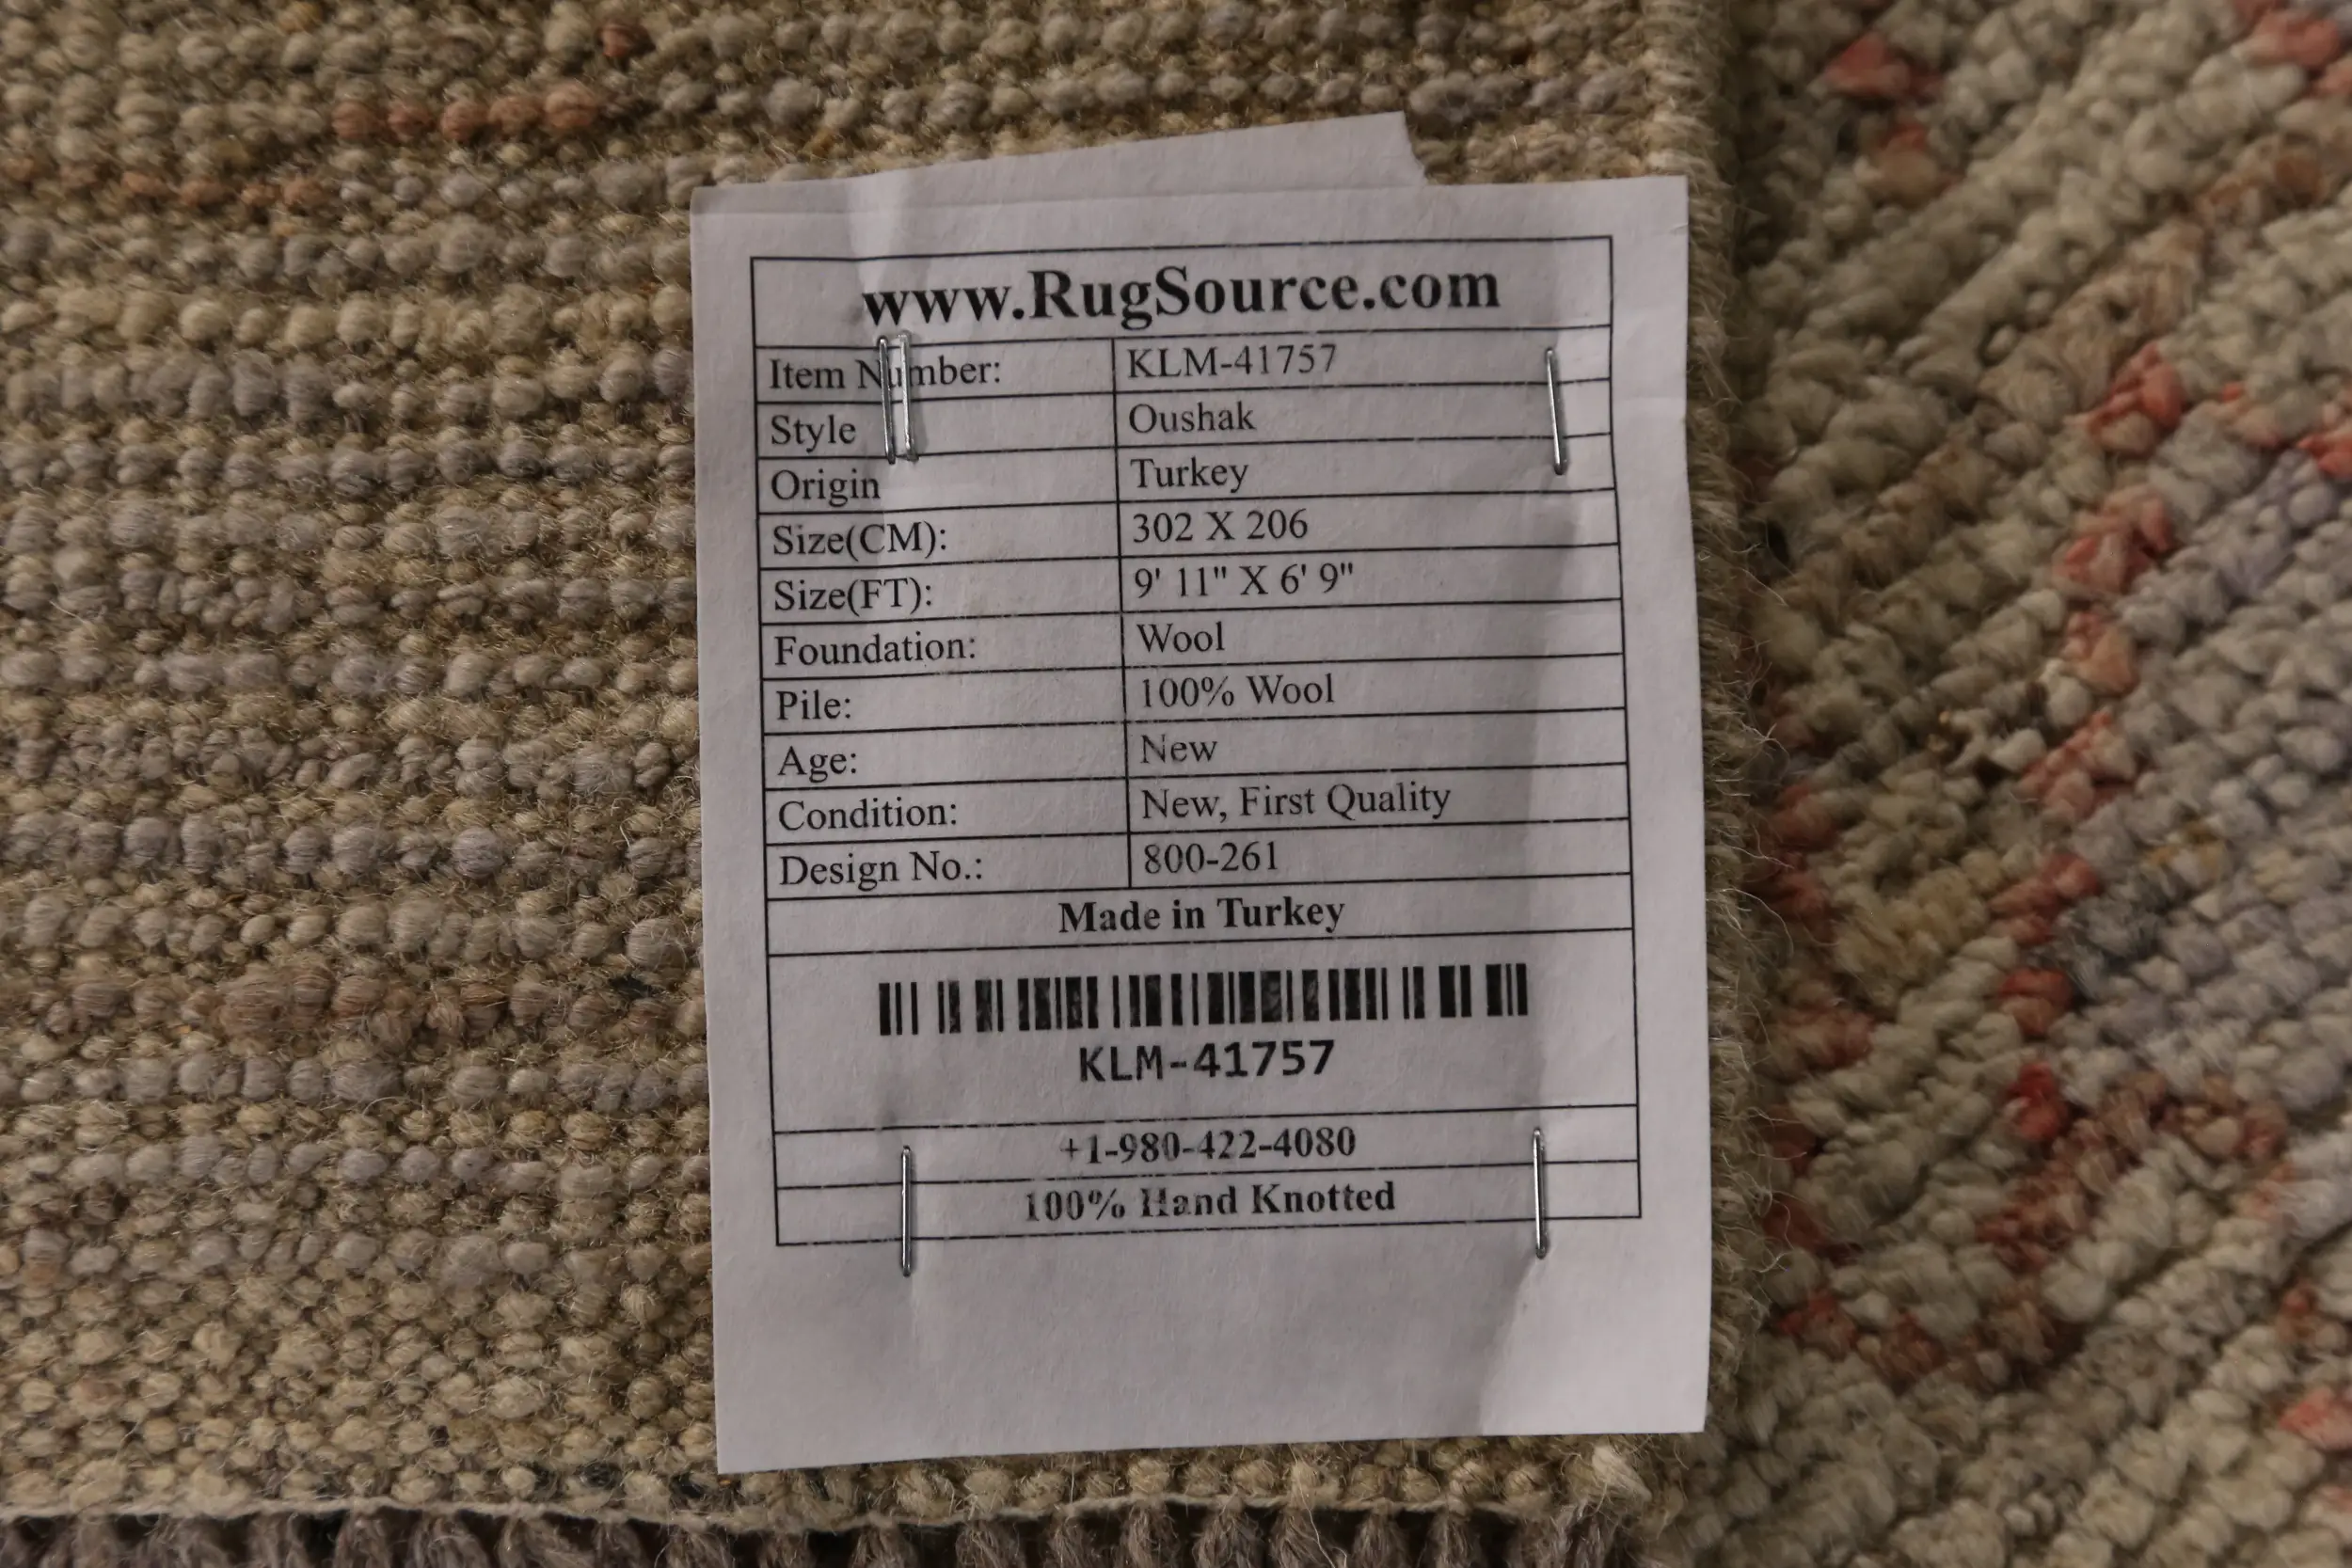 www.RugSource.com
Item Number: KLM-41757
Style Oushak
Origin Turkey
Size(CM): 302 X 206
Size(FT): 9' 11" X 6' 9"
Foundation: Wool
Pile: 100% Wool
Age: New
Condition: New, First Quality
Design No.: 800-261
Made in Turkey
KLM-41757
+1-980-422-4080
100% Hand Knotted